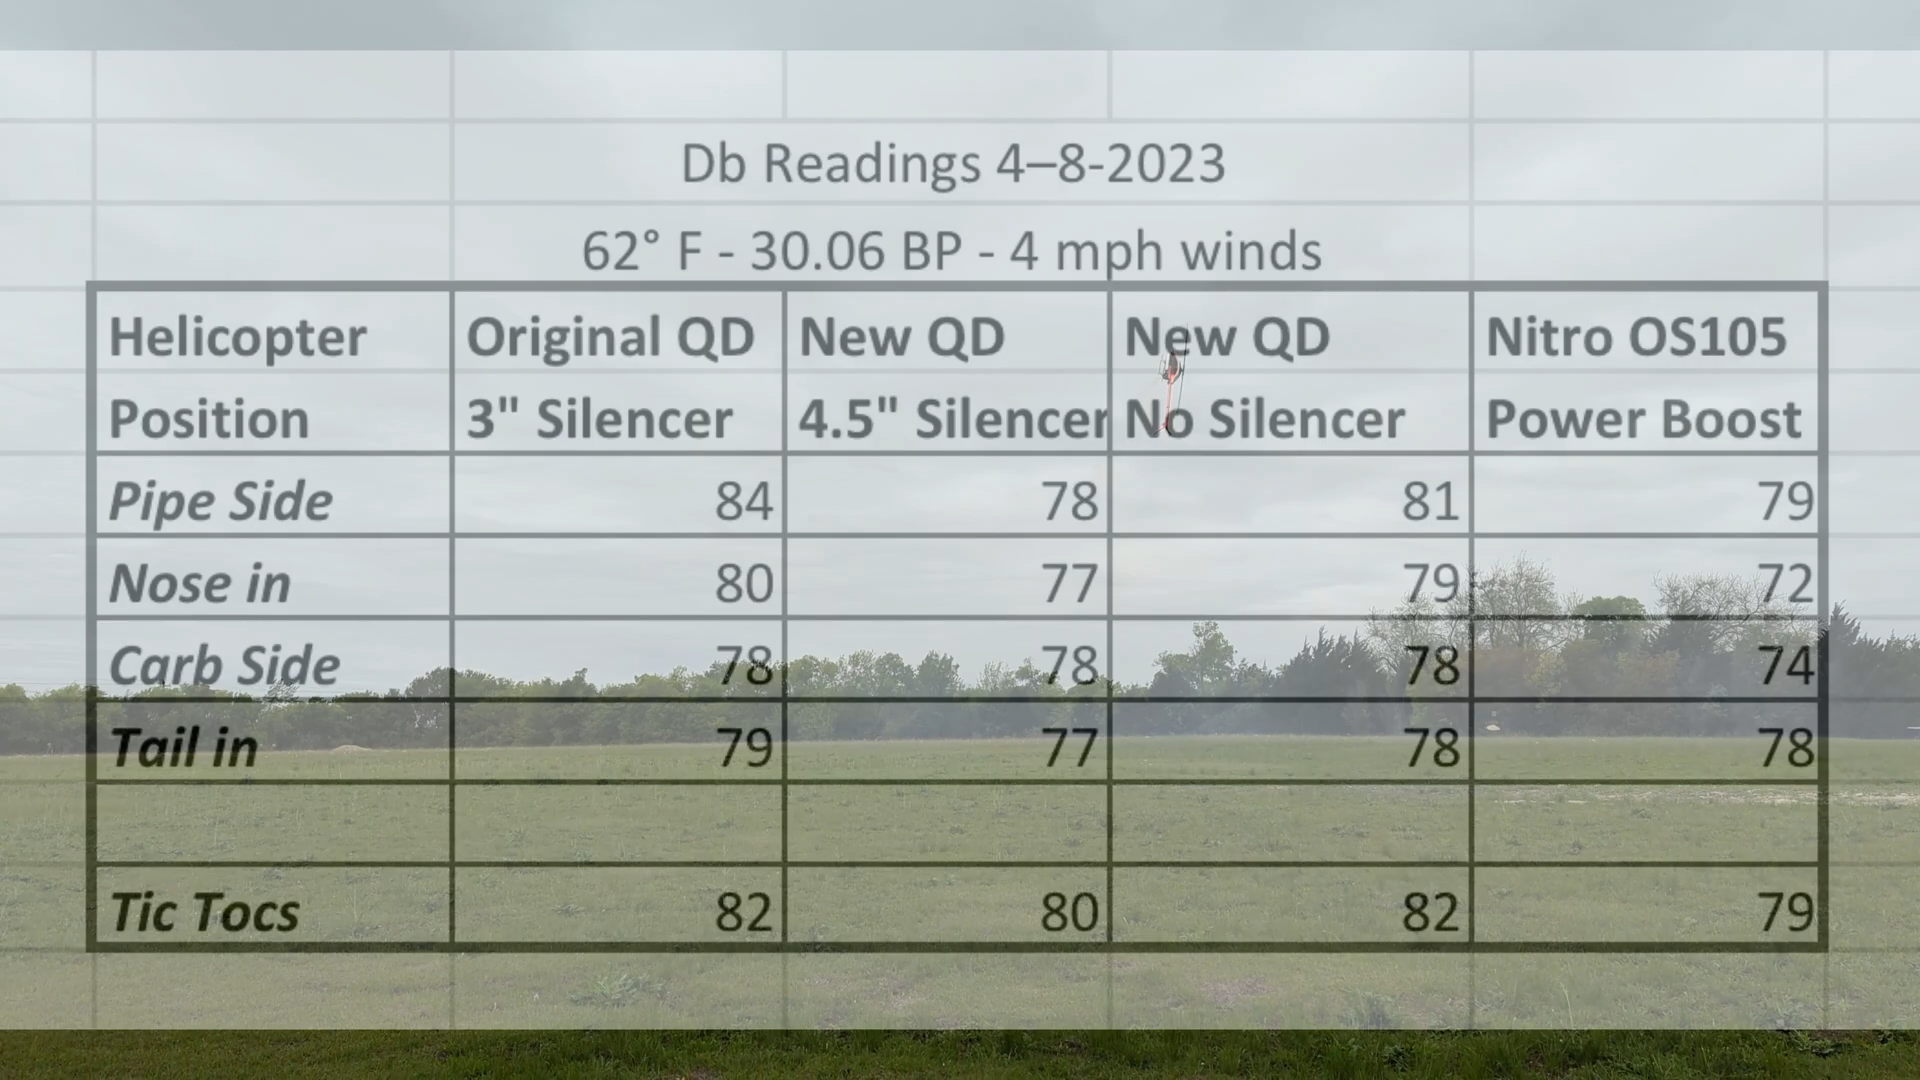 Db Readings 4–8-2023
62° F - 30.06 BP - 4 mph winds
Helicopter Original QD New QD New QD Nitro OS105
Position 3" Silencer 4.5" Silencer No Silencer Power Boost
Pipe Side 84 78 81 79
Nose in 80 77 79 72
Carb Side 78 78 78 74
Tail in 79 77 78 78
Tic Tocs 82 80 82 79